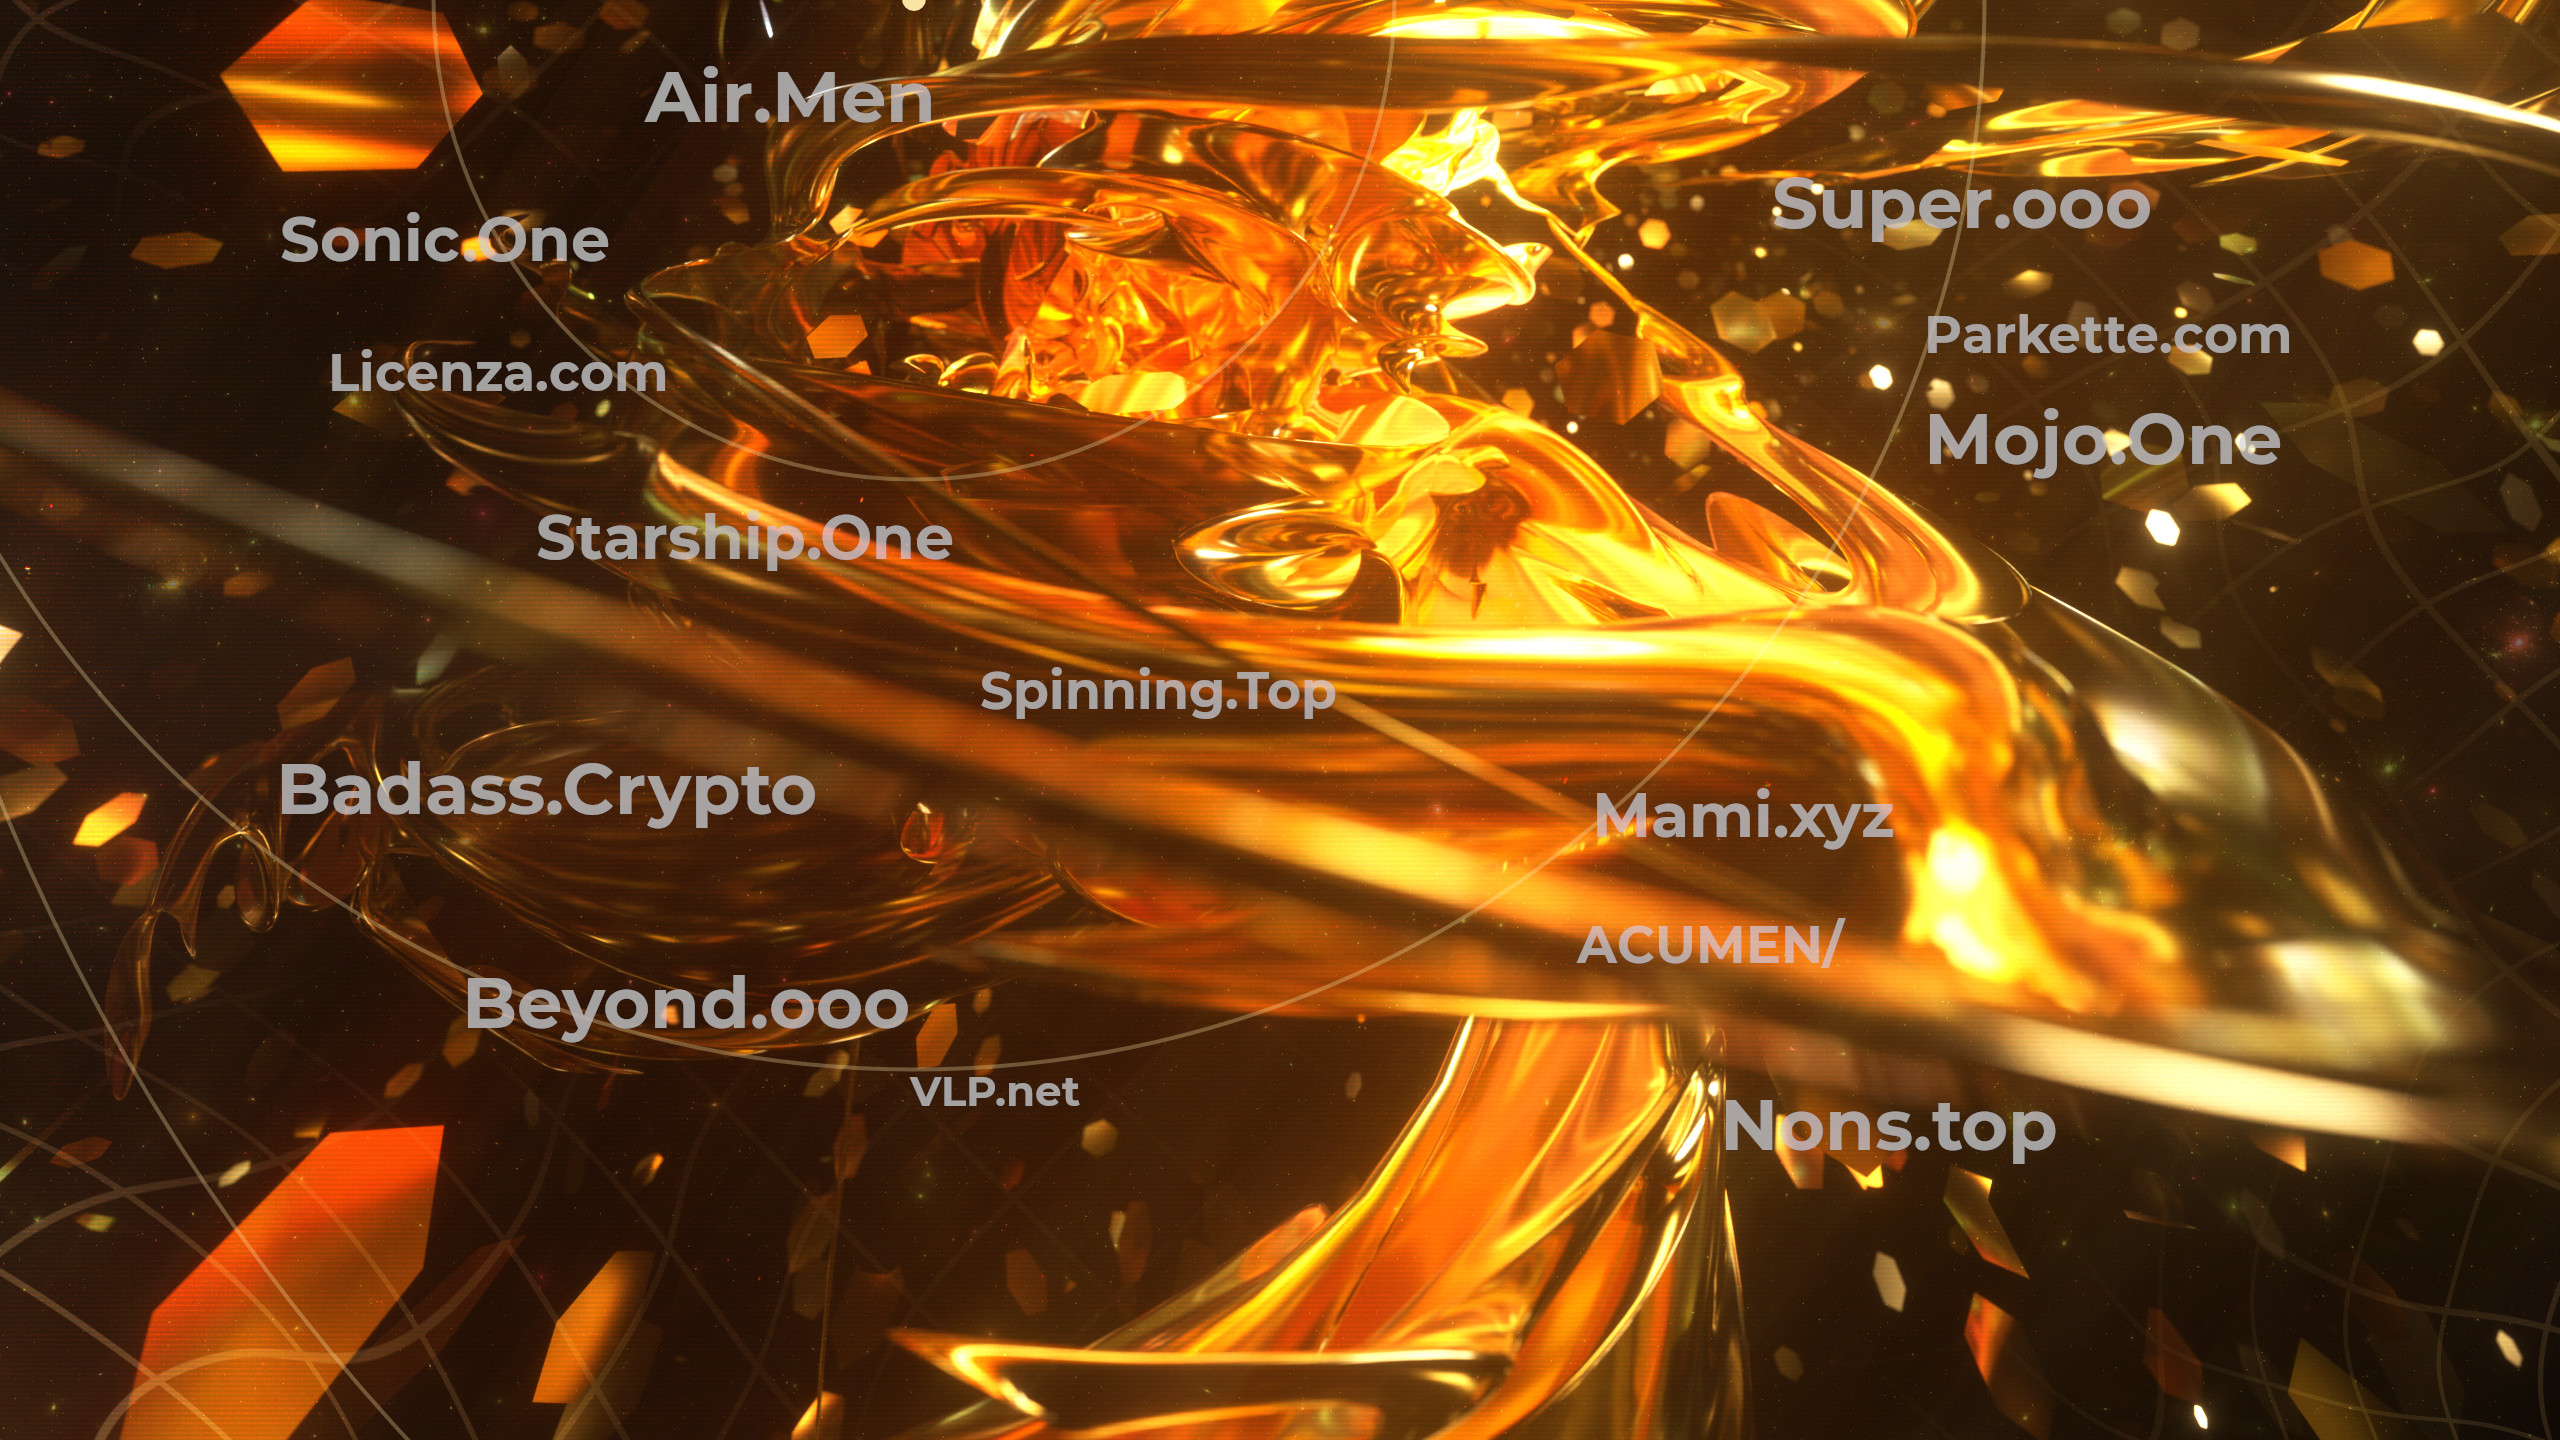 Air.Men
Super.ooo
Sonic.One
Parkette.com
Licenza.com
Mojo.One
Starship.One
Spinning.Top
Badass.Crypto
Mami.xyz
ACUMEN/
Beyond.ooo
VLP.net
Nons.top